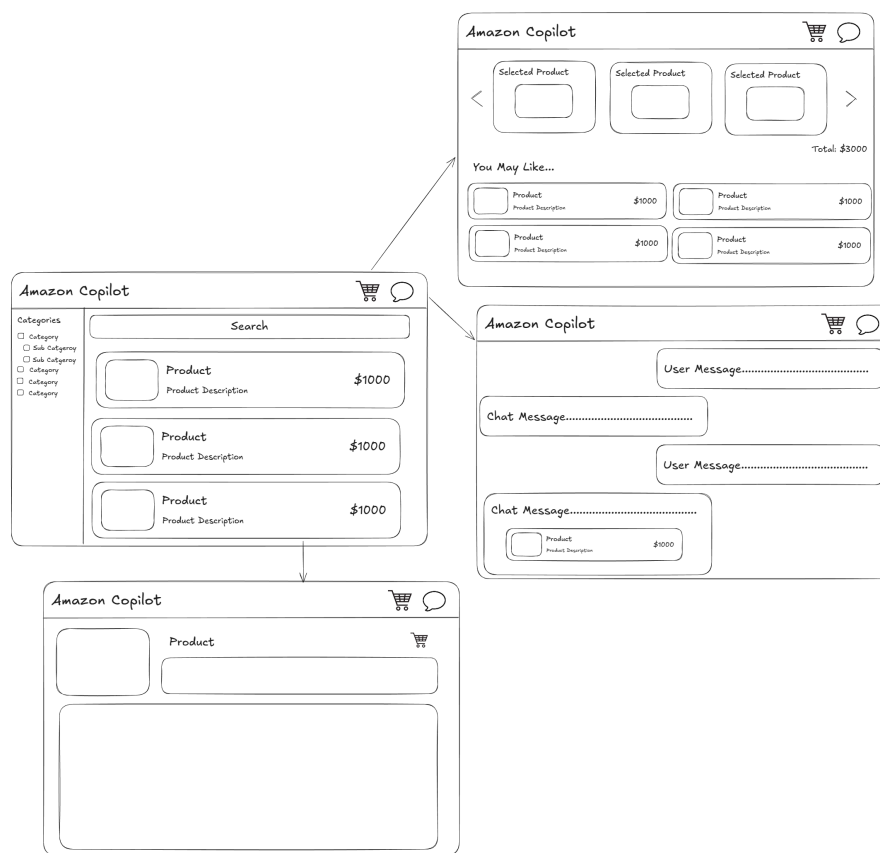 Amazon Copilot
Selected Product
Selected Product
Selected Product
Total: $3000
You May Like...
Product
Product Description
$1000
Product
Product Description
$1000
Product
Product Description
$1000
Product
Product Description
$1000
Amazon Copilot
Categories
Category
Sub Catgeroy
Sub Catgeroy
Category
Category
Category
Search
Product
Product Description
$1000
Product
Product Description
$1000
Product
Product Description
$1000
Amazon Copilot
User Message..........................................
Chat Message..........................................
User Message..........................................
Chat Message..........................................
Product
Product Description
$1000
Amazon Copilot
Product